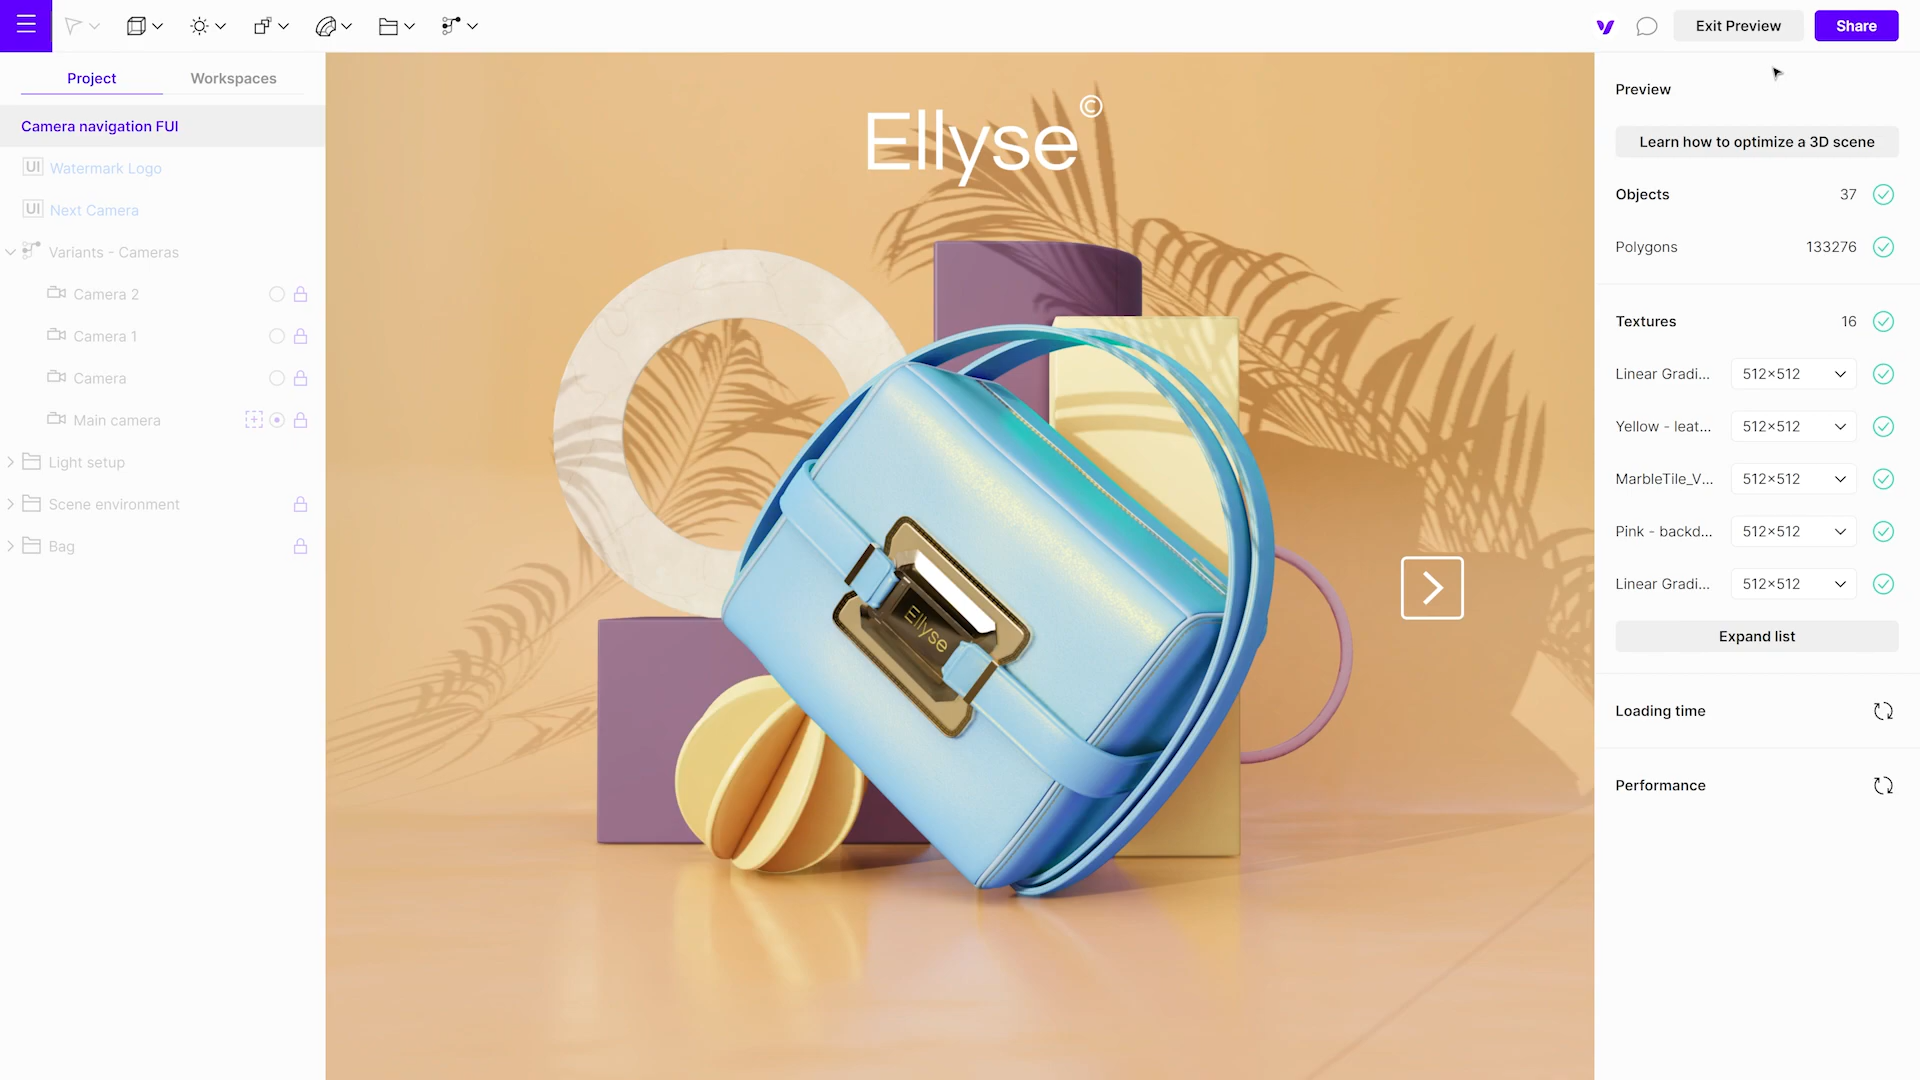 Exit Preview
Share
Project
Workspaces
Camera navigation FUI
UI Watermark Logo
UI Next Camera
Variants - Cameras
Camera 2
Camera 1
Camera
Main camera
Light setup
Scene environment
Bag
Ellyse©
Ellyse
Preview
Learn how to optimize a 3D scene
Objects 37
Polygons 133276
Textures 16
Linear Gradi... 512×512
Yellow - leat... 512×512
MarbleTile_V... 512×512
Pink - backd... 512×512
Linear Gradi... 512×512
Expand list
Loading time
Performance